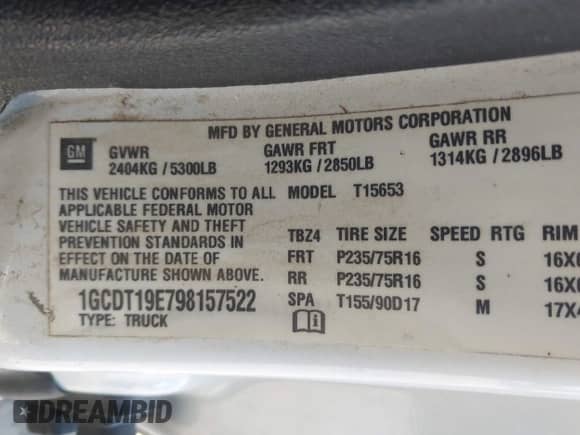 MFD BY GENERAL MOTORS CORPORATION
GM GVWR GAWR FRT GAWR RR
2404KG / 5300LB 1293KG / 2850LB 1314KG / 2896LB
THIS VEHICLE CONFORMS TO ALL MODEL T15653
APPLICABLE FEDERAL MOTOR
VEHICLE SAFETY AND THEFT TBZ4 TIRE SIZE SPEED RTG RIM
PREVENTION STANDARDS IN FRT P235/75R16 S
EFFECT ON THE DATE OF
MANUFACTURE SHOWN ABOVE. RR P235/75R16 S
1GCDT19E798157522 SPA T155/90D17 M
TYPE: TRUCK
DREAMBID